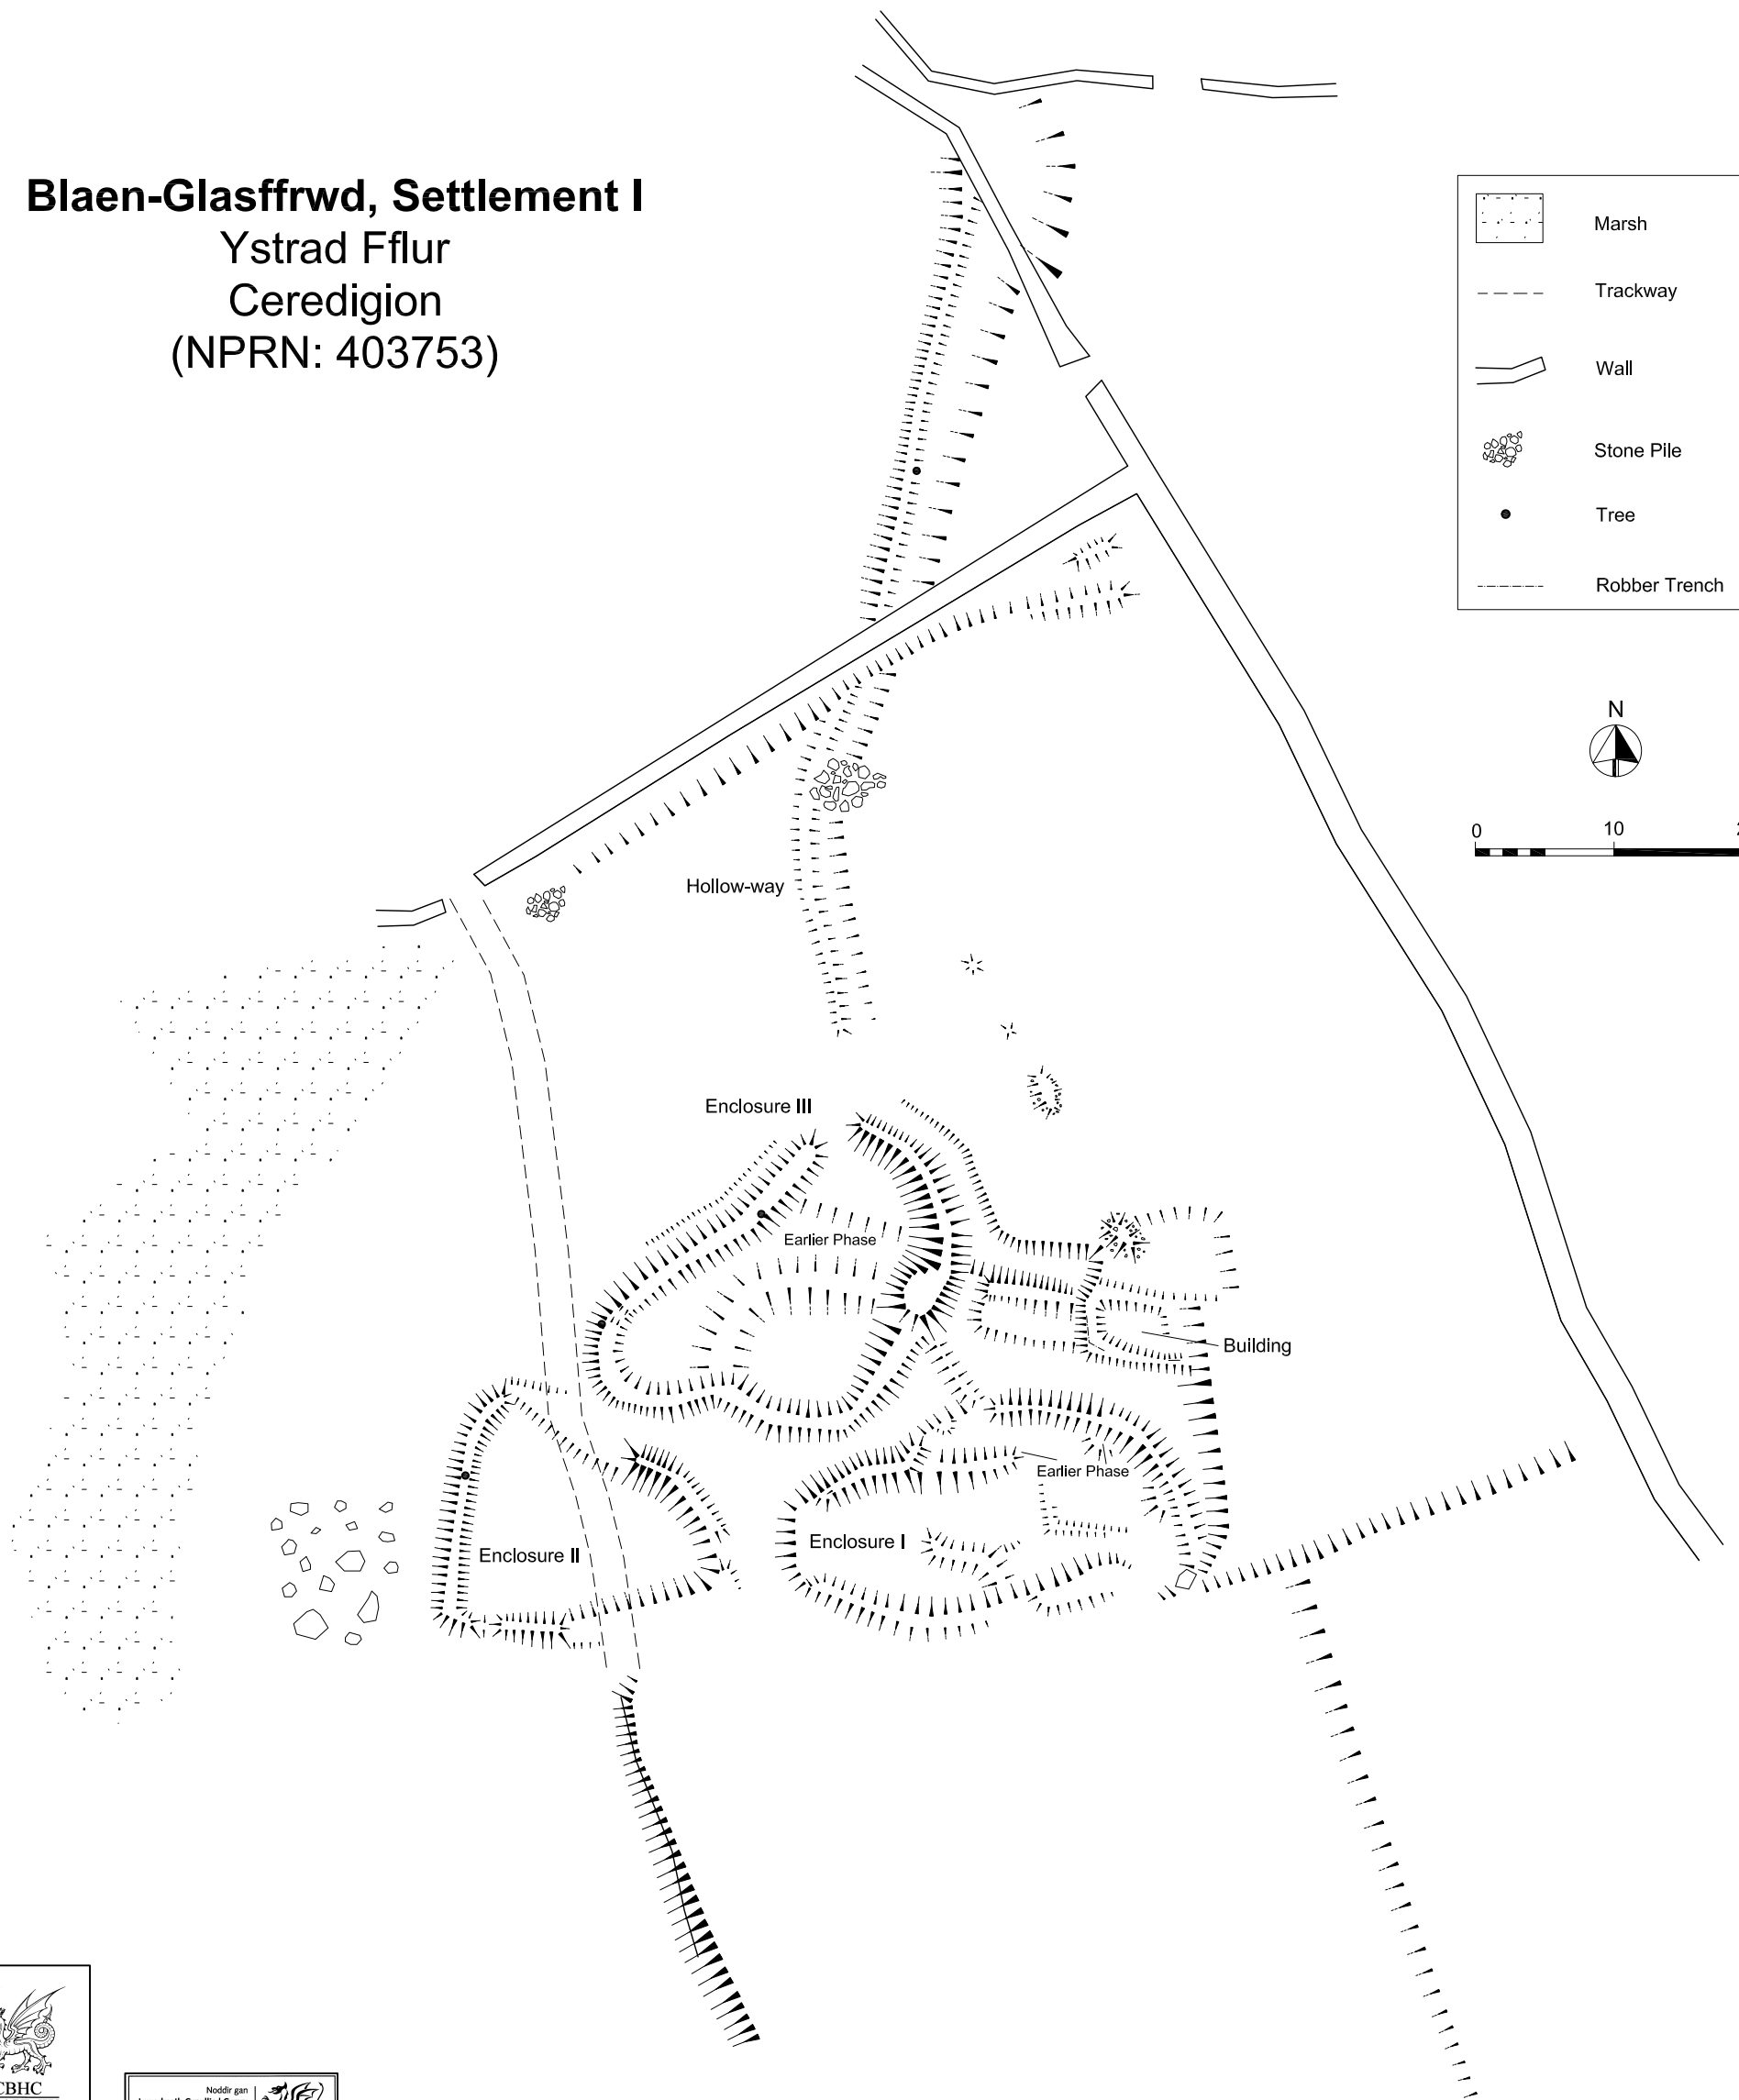 Blaen-Glasffrwd, Settlement I
Ystrad Fflur
Ceredigion
(NPRN: 403753)
Marsh
Trackway
Wall
Stone Pile
Tree
Robber Trench
N
0 10
Hollow-way
Enclosure III
Earlier Phase
Building
Earlier Phase
Enclosure I
Enclosure II
CBHC
Noddir gan